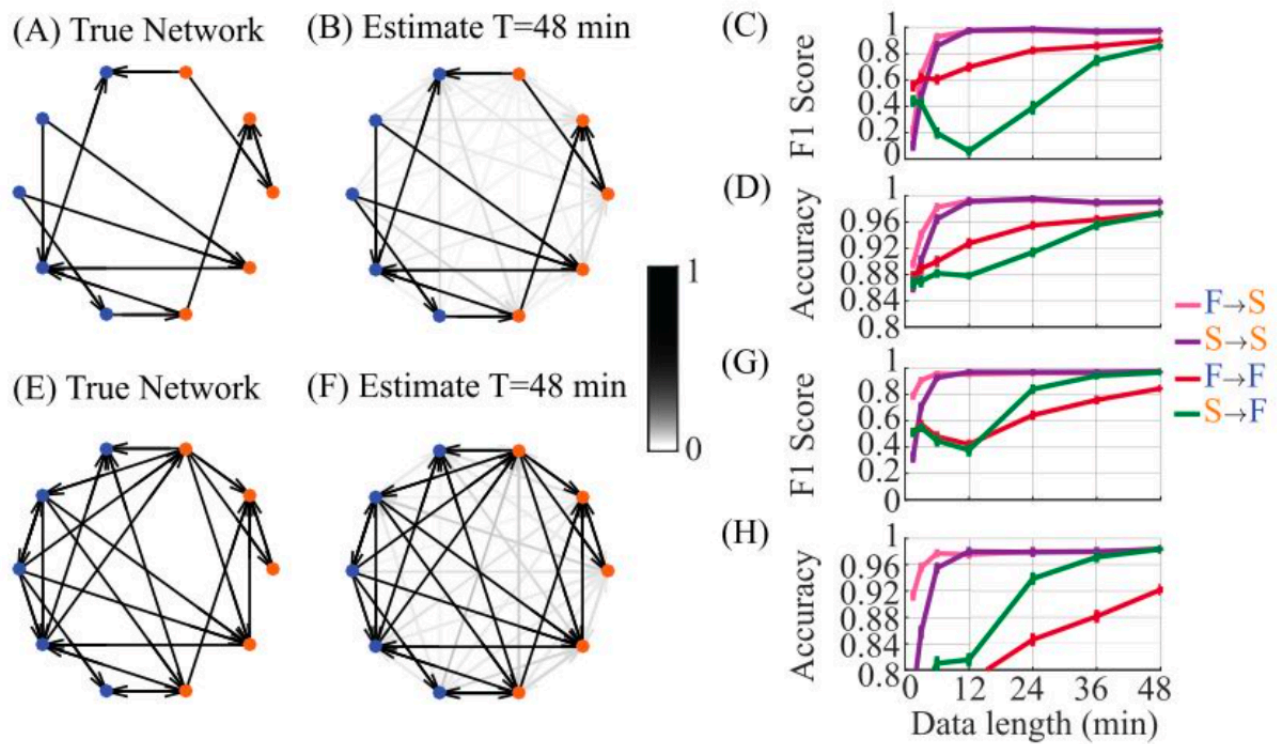 (A) True Network
(B) Estimate T=48 min
(C)
F1 Score
1
0.8
0.6
0.4
0.2
0
(D)
Accuracy
1
0.96
0.92
0.88
0.84
0.8
1
0
F→S
S→S
F→F
S→F
(E) True Network
(F) Estimate T=48 min
(G)
F1 Score
1
0.8
0.6
0.4
0.2
0
(H)
Accuracy
1
0.96
0.92
0.84
0.84
0.8
0 12 24 36 48
Data length (min)